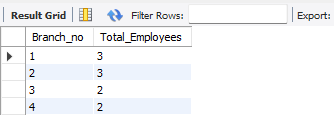 Result Grid Filter Rows: Export:
Branch_no Total_Employees
1 3
2 3
3 2
4 2